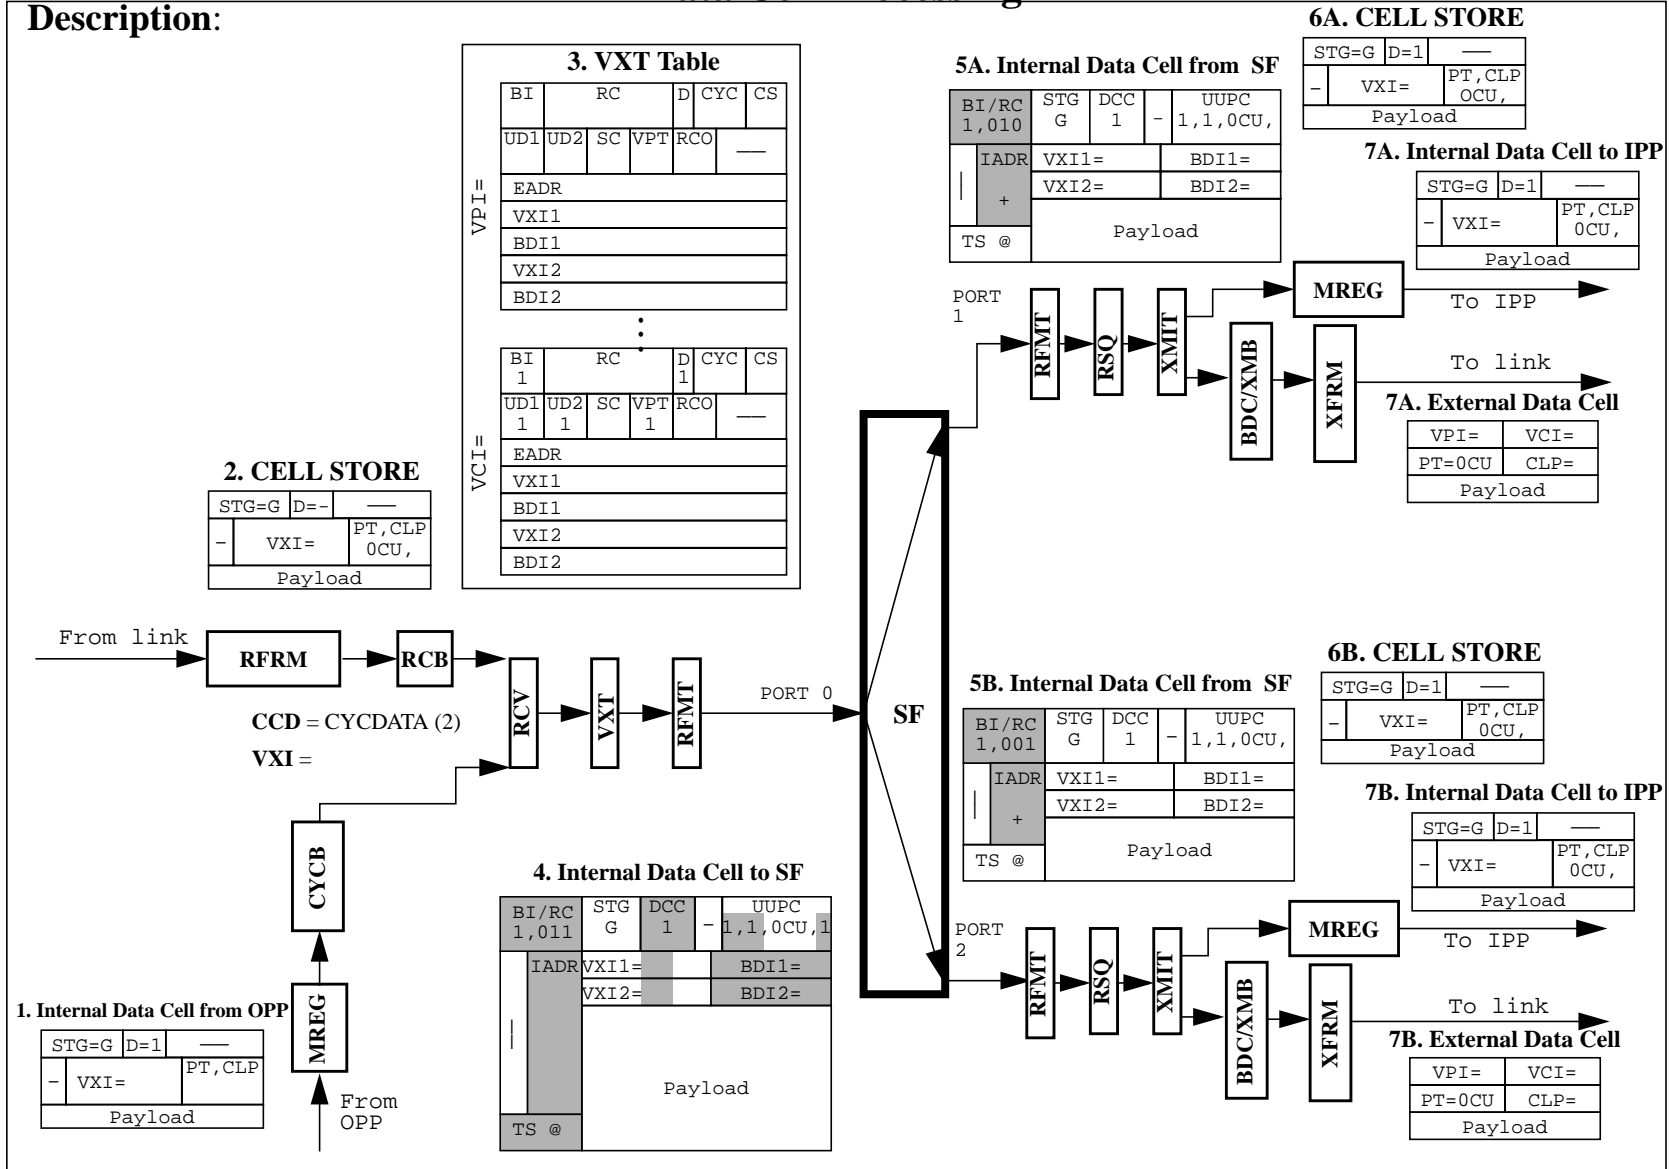 Description:
6A. CELL STORE
STG=G D=1 —
- VXI= PT,CLP
OCU,
Payload
3. VXT Table
BI RC D CYC CS
UD1 UD2 SC VPT RCO —
VPI=
EADR
VXI1
BDI1
VXI2
BDI2
BI RC D CYC CS
1 1
UD1 UD2 SC VPT RCO —
1 1 1
VCI=
EADR
VXI1
BDI1
VXI2
BDI2
5A. Internal Data Cell from SF
BI/RC STG DCC UUPC
1,010 G 1 - 1,1,0CU,
IADR VXI1= BDI1=
VXI2= BDI2=
+
Payload
TS @
7A. Internal Data Cell to IPP
STG=G D=1 —
- VXI= PT,CLP
0CU,
Payload
PORT
1
RFMT
RSQ
XMIT
MREG
To IPP
BDC/XMB
XFRM
To link
7A. External Data Cell
VPI= VCI=
PT=0CU CLP=
Payload
2. CELL STORE
STG=G D=- —
- VXI= PT,CLP
0CU,
Payload
From link
RFRM
RCB
RCV
VXT
RFMT
PORT 0
SF
CCD = CYCDATA (2)
VXI =
CYCB
MREG
From
OPP
1. Internal Data Cell from OPP
STG=G D=1 —
- VXI= PT,CLP
Payload
4. Internal Data Cell to SF
BI/RC STG DCC UUPC
1,011 G 1 - 1,1,0CU,1
IADR VXI1= BDI1=
VXI2= BDI2=
Payload
TS @
6B. CELL STORE
STG=G D=1 —
- VXI= PT,CLP
0CU,
Payload
5B. Internal Data Cell from SF
BI/RC STG DCC UUPC
1,001 G 1 - 1,1,0CU,
IADR VXI1= BDI1=
VXI2= BDI2=
+
Payload
TS @
7B. Internal Data Cell to IPP
STG=G D=1 —
- VXI= PT,CLP
0CU,
Payload
PORT
2
RFMT
RSQ
XMIT
MREG
To IPP
BDC/XMB
XFRM
To link
7B. External Data Cell
VPI= VCI=
PT=0CU CLP=
Payload